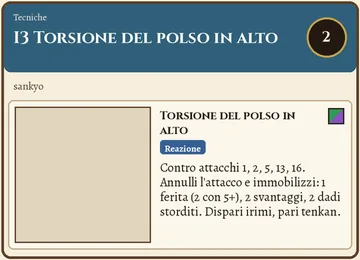 Tecniche
I3 Torsione del polso in alto
2
sankyo
Torsione del polso in
alto
Reazione
Contro attacchi 1, 2, 5, 13, 16.
Annulli l'attacco e immobilizzi: 1
ferita (2 con 5+), 2 svantaggi, 2 dadi
storditi. Dispari irimi, pari tenkan.